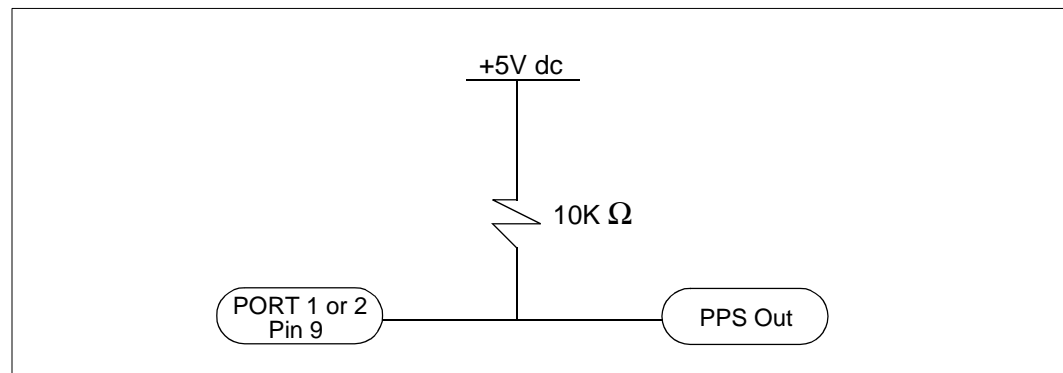 +5V dc
10K Ω
PORT 1 or 2
Pin 9
PPS Out